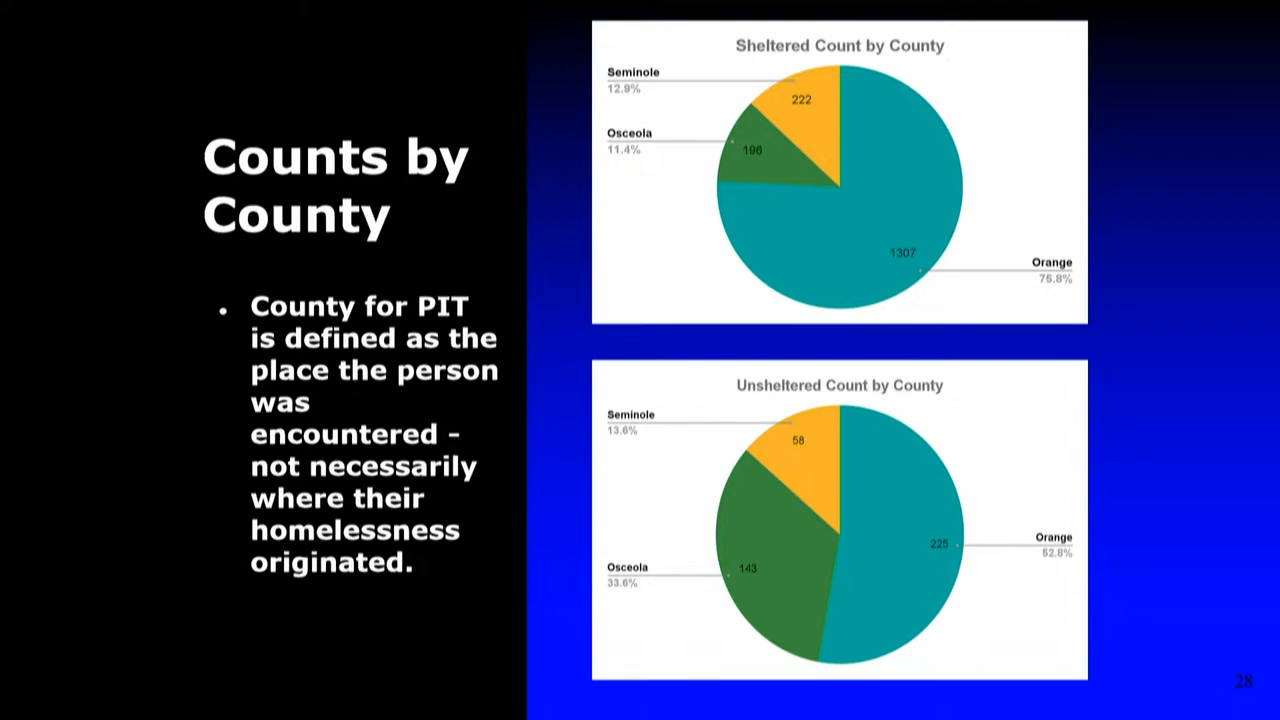 Counts by
County
• County for PIT
is defined as the
place the person
was
encountered -
not necessarily
where their
homelessness
originated.
Sheltered Count by County
Seminole
12.9%
222
Osceola
11.4%
196
1307
Orange
75.8%
Unsheltered Count by County
Seminole
13.6%
58
225
Orange
52.8%
Osceola
33.6%
143
28